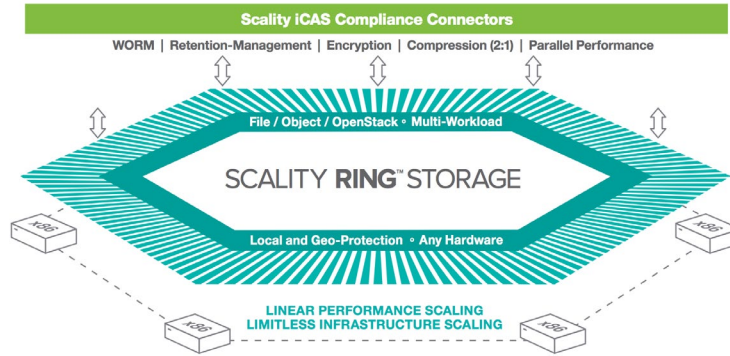 Scality iCAS Compliance Connectors
WORM | Retention-Management | Encryption | Compression (2:1) | Parallel Performance
File / Object / OpenStack ° Multi-Workload
SCALITY RING™ STORAGE
Local and Geo-Protection ° Any Hardware
x86
x86
LINEAR PERFORMANCE SCALING
LIMITLESS INFRASTRUCTURE SCALING
x86
x86